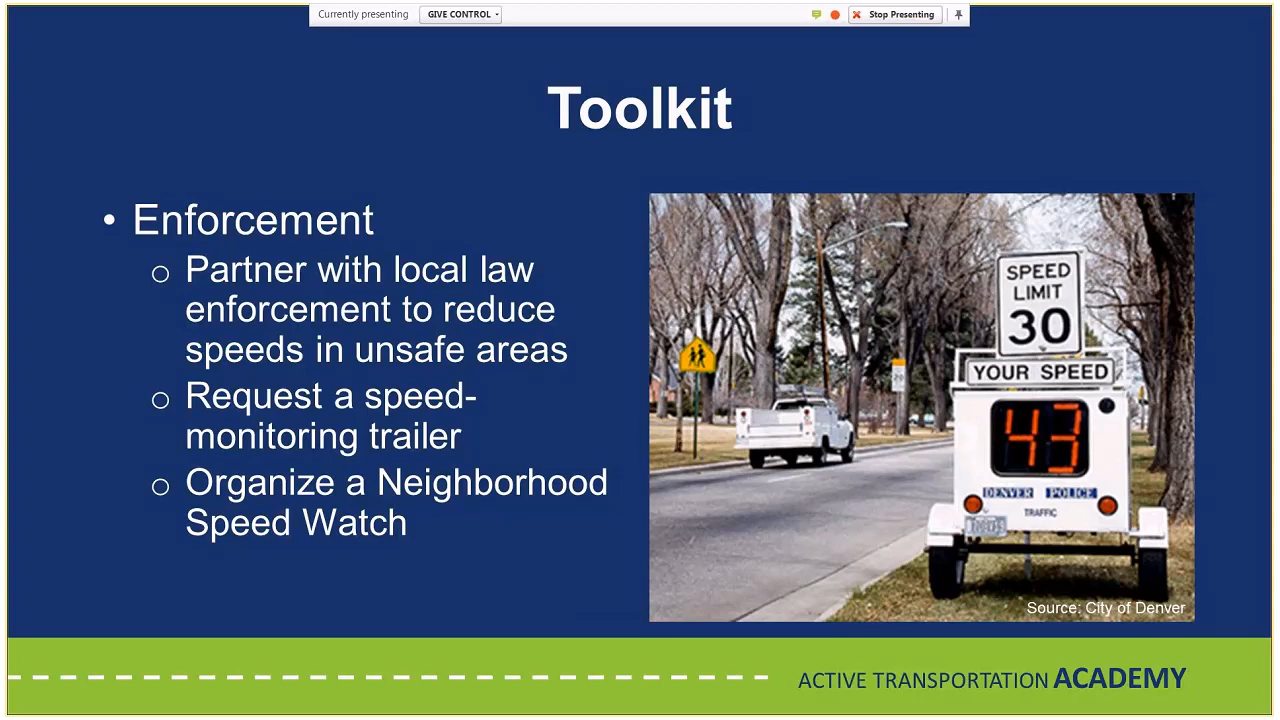 Currently presenting GIVE CONTROL Stop Presenting
Toolkit
• Enforcement
o Partner with local law
enforcement to reduce
speeds in unsafe areas
o Request a speed-
monitoring trailer
o Organize a Neighborhood
Speed Watch
SPEED
LIMIT
30
YOUR SPEED
43
DENVER POLICE
TRAFFIC
Source: City of Denver
ACTIVE TRANSPORTATION ACADEMY